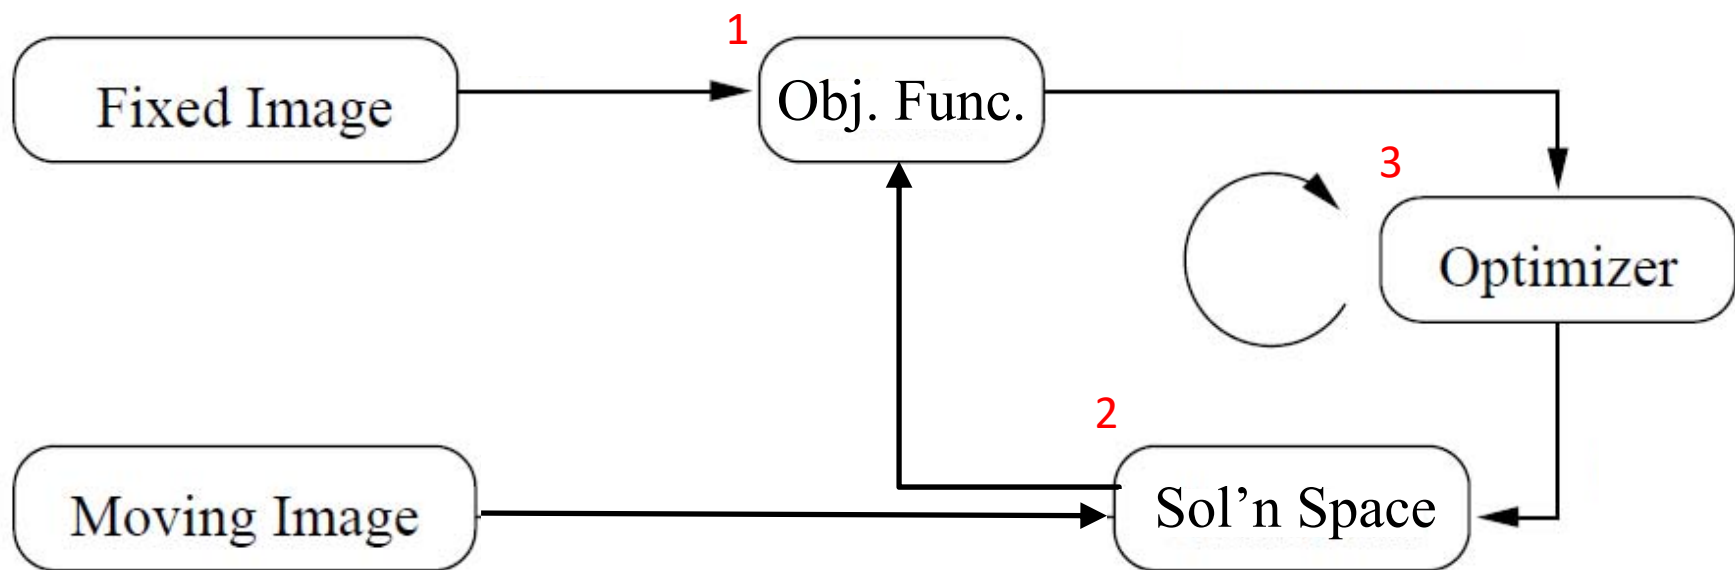 1
Fixed Image
Obj. Func.
3
Optimizer
2
Moving Image
Sol’n Space